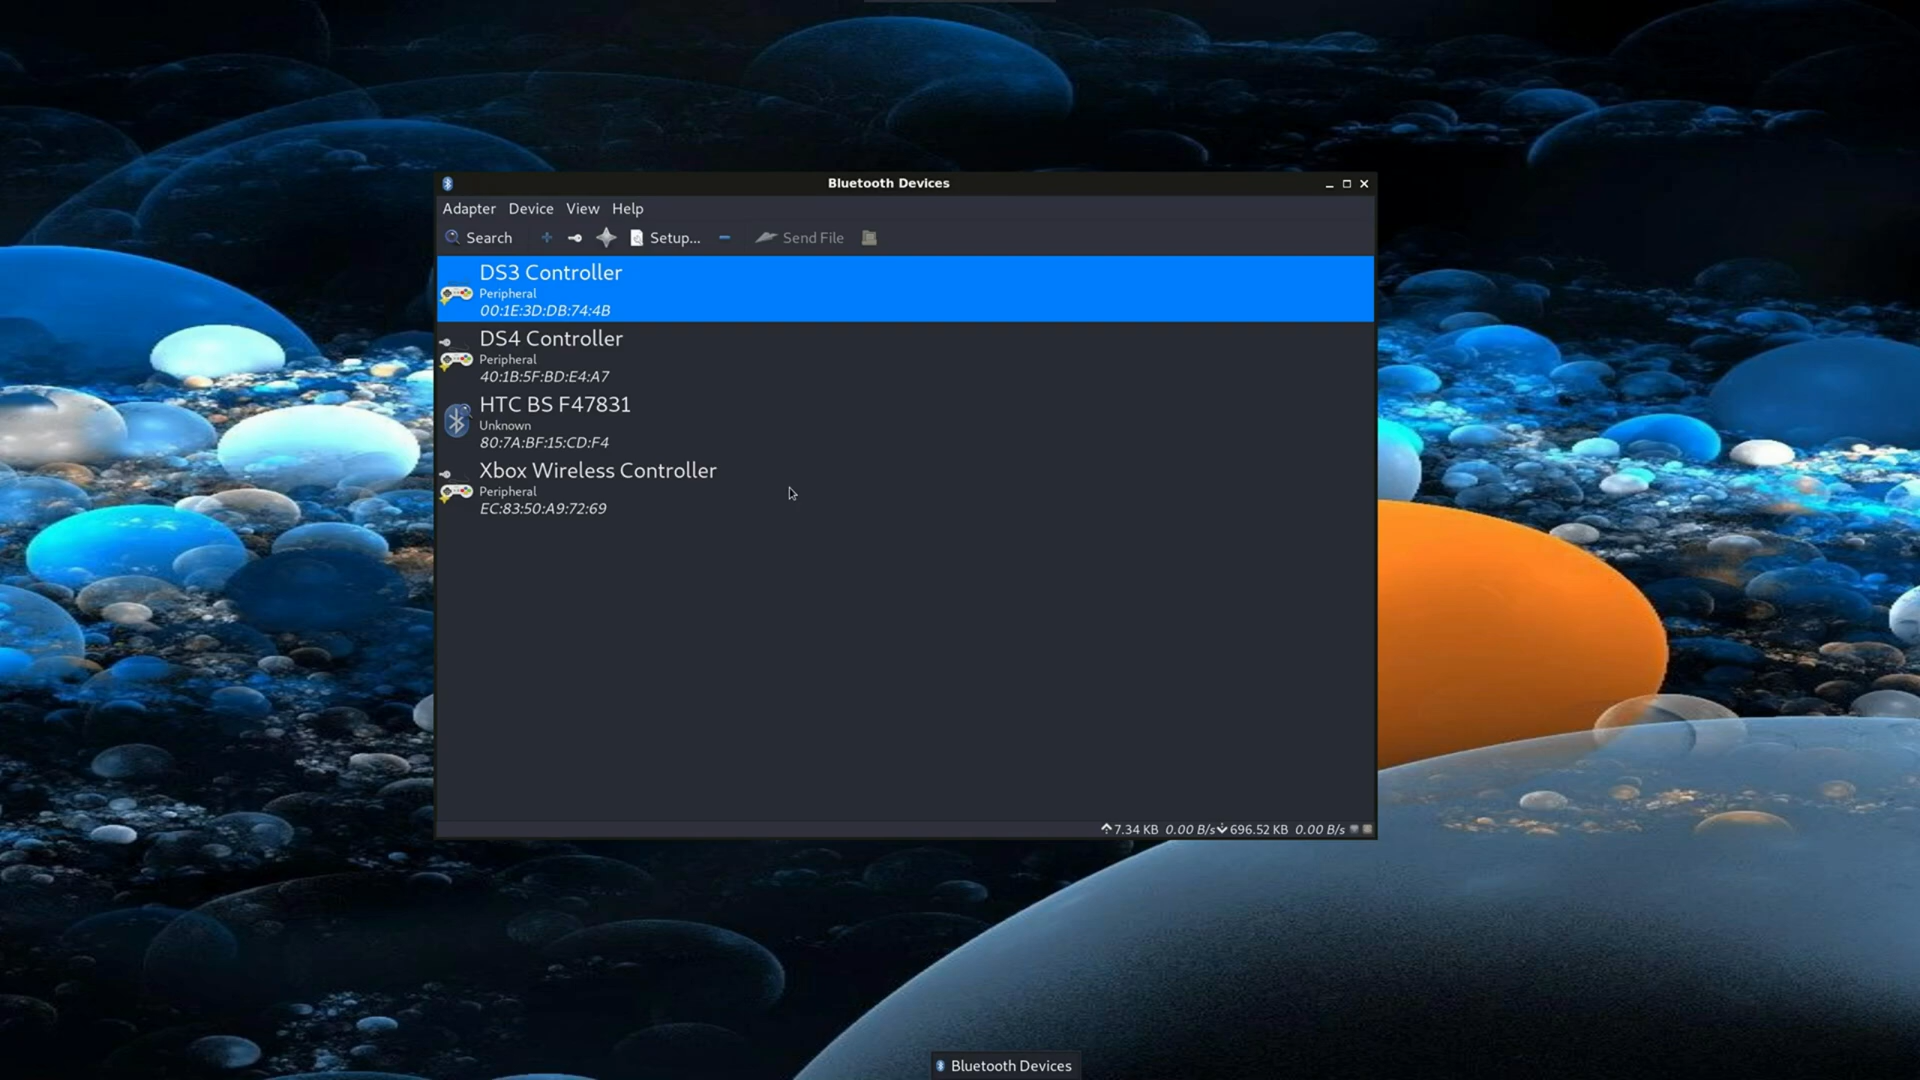 Bluetooth Devices
Adapter Device View Help
Search Setup... Send File
DS3 Controller
Peripheral
00:1E:3D:DB:74:4B
DS4 Controller
Peripheral
40:1B:5F:BD:E4:A7
HTC BS F47831
Unknown
80:7A:BF:15:CD:F4
Xbox Wireless Controller
Peripheral
EC:83:50:A9:72:69
7.34 KB 0.00 B/s 696.52 KB 0.00 B/s
Bluetooth Devices